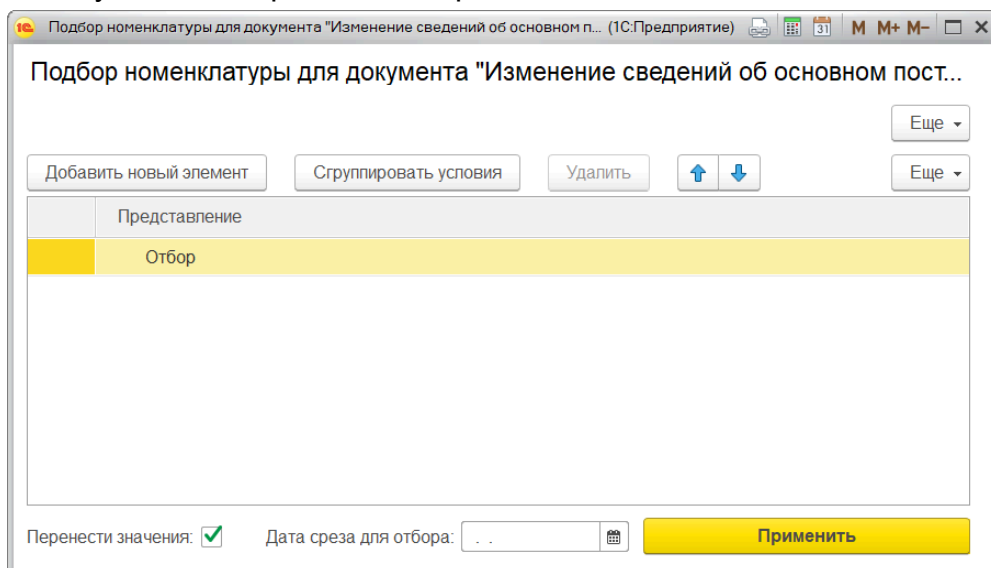 Подбор номенклатуры для документа "Изменение сведений об основном п... (1С:Предприятие) 31 M M+ M-
Подбор номенклатуры для документа "Изменение сведений об основном пост...
Еще
Добавить новый элемент Сгруппировать условия Удалить Еще
Представление
Отбор
Перенести значения: Дата среза для отбора: . . Применить